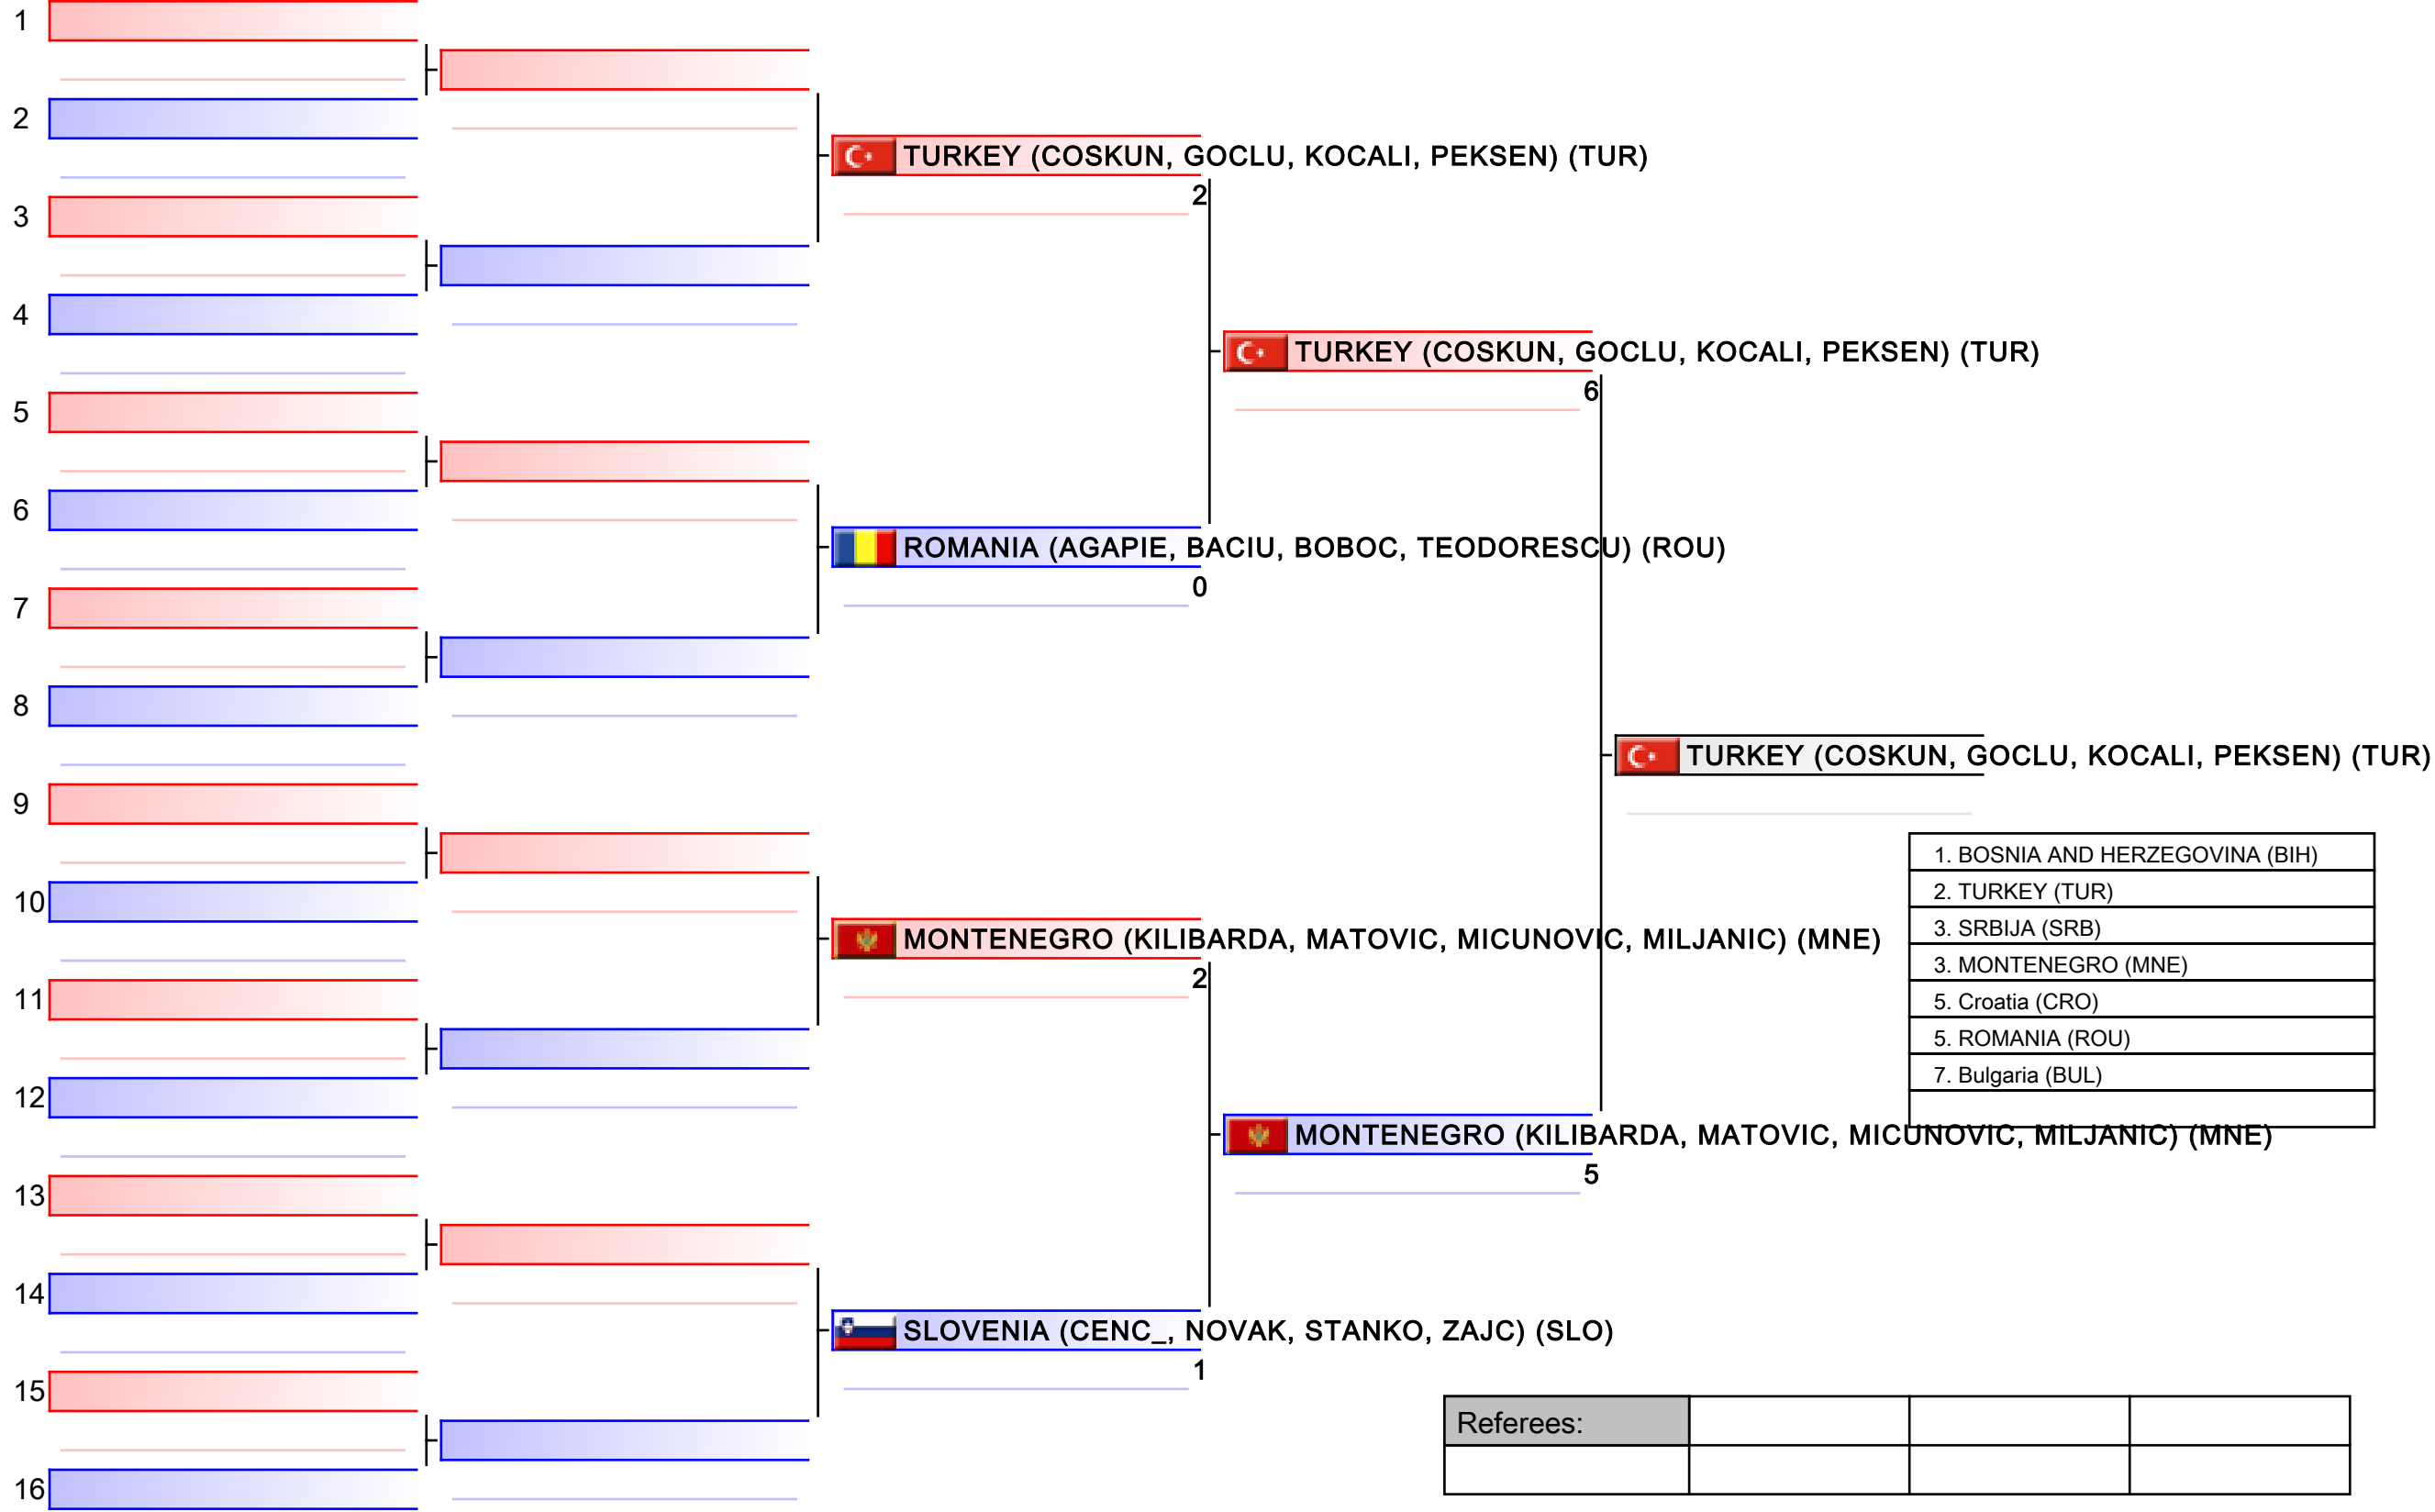 1
2
TURKEY (COSKUN, GOCLU, KOCALI, PEKSEN) (TUR)
2
3
4
TURKEY (COSKUN, GOCLU, KOCALI, PEKSEN) (TUR)
6
5
6
ROMANIA (AGAPIE, BACIU, BOBOC, TEODORESCU) (ROU)
0
7
8
TURKEY (COSKUN, GOCLU, KOCALI, PEKSEN) (TUR)
9
1. BOSNIA AND HERZEGOVINA (BIH)
2. TURKEY (TUR)
3. SRBIJA (SRB)
3. MONTENEGRO (MNE)
5. Croatia (CRO)
5. ROMANIA (ROU)
7. Bulgaria (BUL)
10
MONTENEGRO (KILIBARDA, MATOVIC, MICUNOVIC, MILJANIC) (MNE)
2
11
12
MONTENEGRO (KILIBARDA, MATOVIC, MICUNOVIC, MILJANIC) (MNE)
5
13
14
SLOVENIA (CENC_, NOVAK, STANKO, ZAJC) (SLO)
1
15
Referees:
16